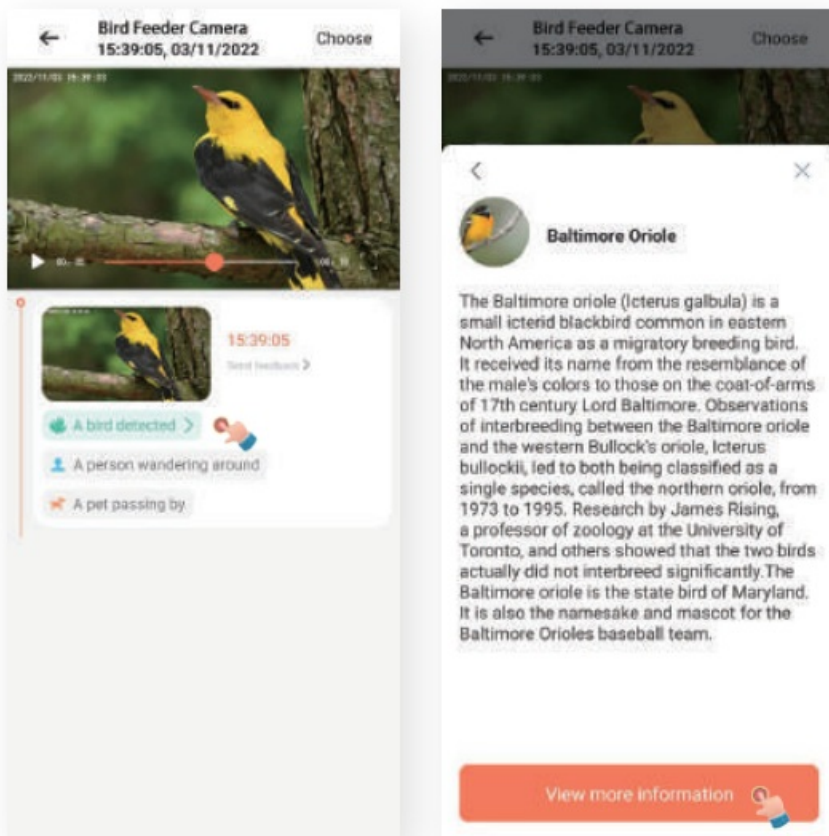 Bird Feeder Camera
15:39:05, 03/11/2022
Choose
2022/11/03 15:39:03
15:39:05
Send feedback
A bird detected
A person wandering around
A pet passing by
Bird Feeder Camera
15:39:05, 03/11/2022
Choose
Baltimore Oriole
The Baltimore oriole (Icterus galbula) is a
small icterid blackbird common in eastern
North America as a migratory breeding bird.
It received its name from the resemblance of
the male's colors to those on the coat-of-arms
of 17th century Lord Baltimore. Observations
of interbreeding between the Baltimore oriole
and the western Bullock's oriole, Icterus
bullockii, led to both being classified as a
single species, called the northern oriole, from
1973 to 1995. Research by James Rising,
a professor of zoology at the University of
Toronto, and others showed that the two birds
actually did not interbreed significantly.The
Baltimore oriole is the state bird of Maryland.
It is also the namesake and mascot for the
Baltimore Orioles baseball team.
View more information